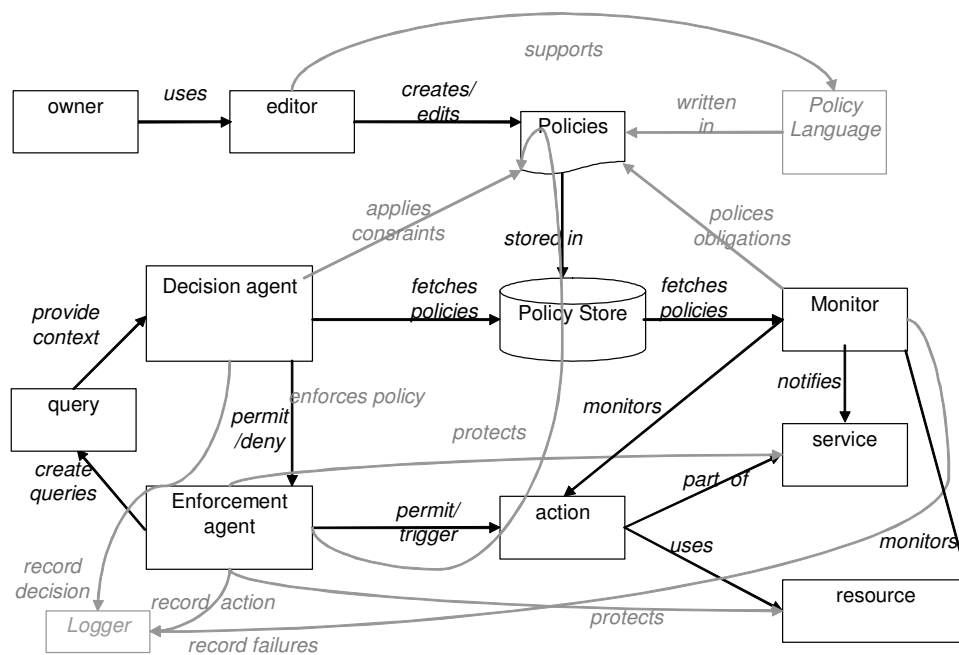 supports
uses
creates/
edits
written
in
owner
editor
Policies
Policy
Language
applies
consraints
polices
obligations
stored in
Decision agent
fetches
policies
Policy Store
fetches
policies
Monitor
provide
context
notifies
query
permit
/deny
enforces policy
monitors
protects
service
create
queries
part of
Enforcement
agent
permit/
trigger
action
uses
monitors
record
decision
record action
protects
resource
Logger
record failures